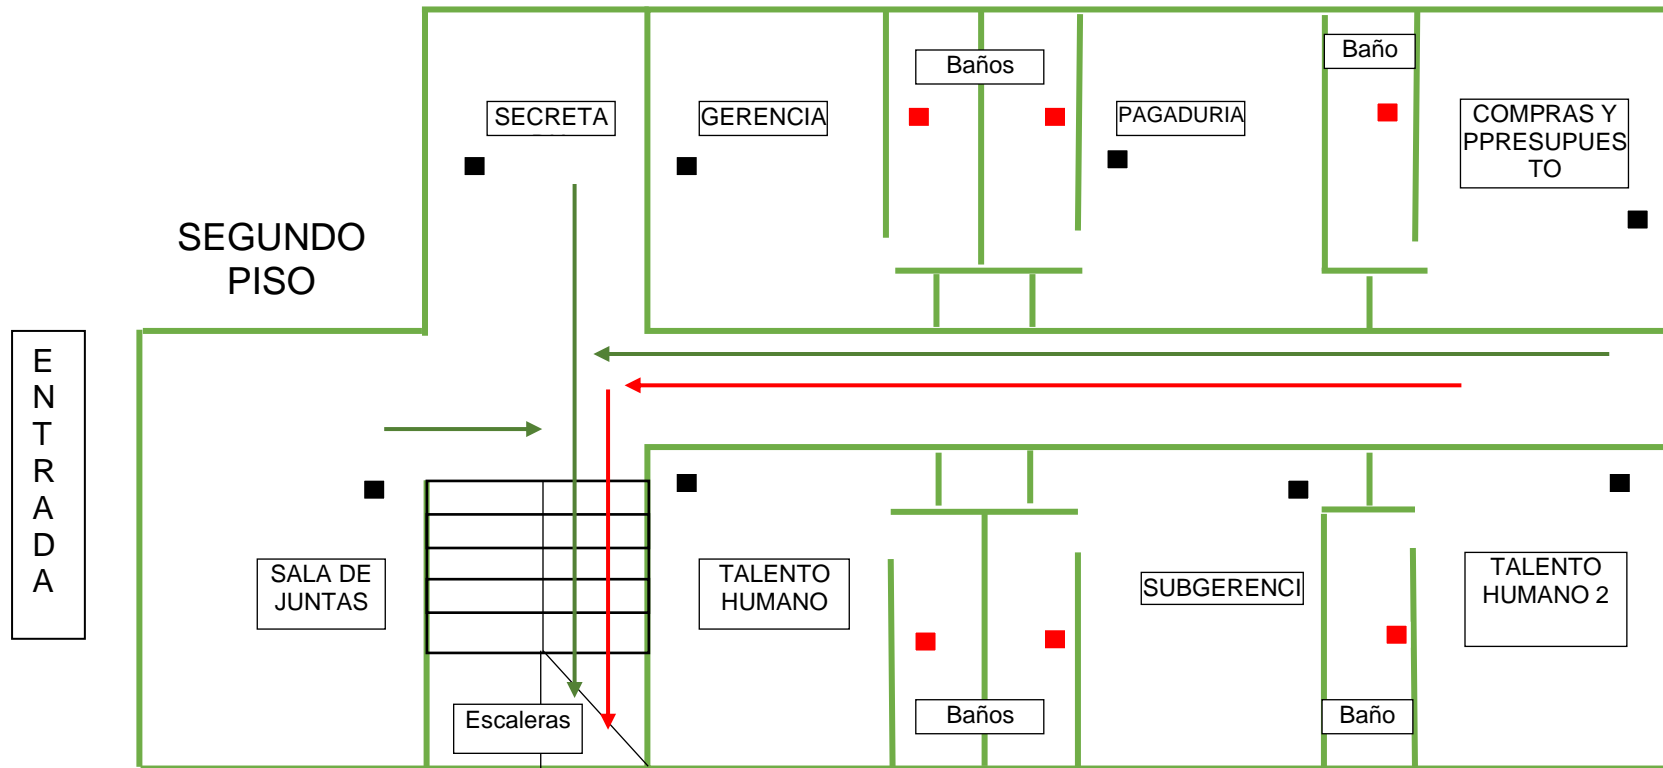 Baños
Baño
SECRETA
GERENCIA
PAGADURIA
COMPRAS Y
PPRESUPUES
TO
SEGUNDO
PISO
E
N
T
R
A
D
A
SALA DE
JUNTAS
TALENTO
HUMANO
SUBGERENCI
TALENTO
HUMANO 2
Escaleras
Baños
Baño